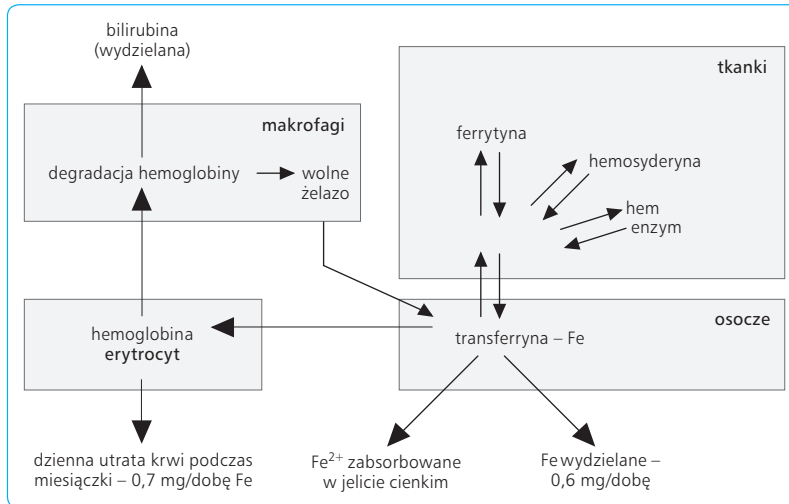 bilirubina
(wydzielana)
makrofagi
degradacja hemoglobiny
wolne
żelazo
tkanki
ferrytyna
hemosyderyna
hem
enzym
hemoglobina
erytrocyt
osocze
transferryna – Fe
dzienna utrata krwi podczas
miesiączki – 0,7 mg/dobę Fe
Fe²⁺ zabsorbowane
w jelicie cienkim
Fe wydzielane –
0,6 mg/dobę